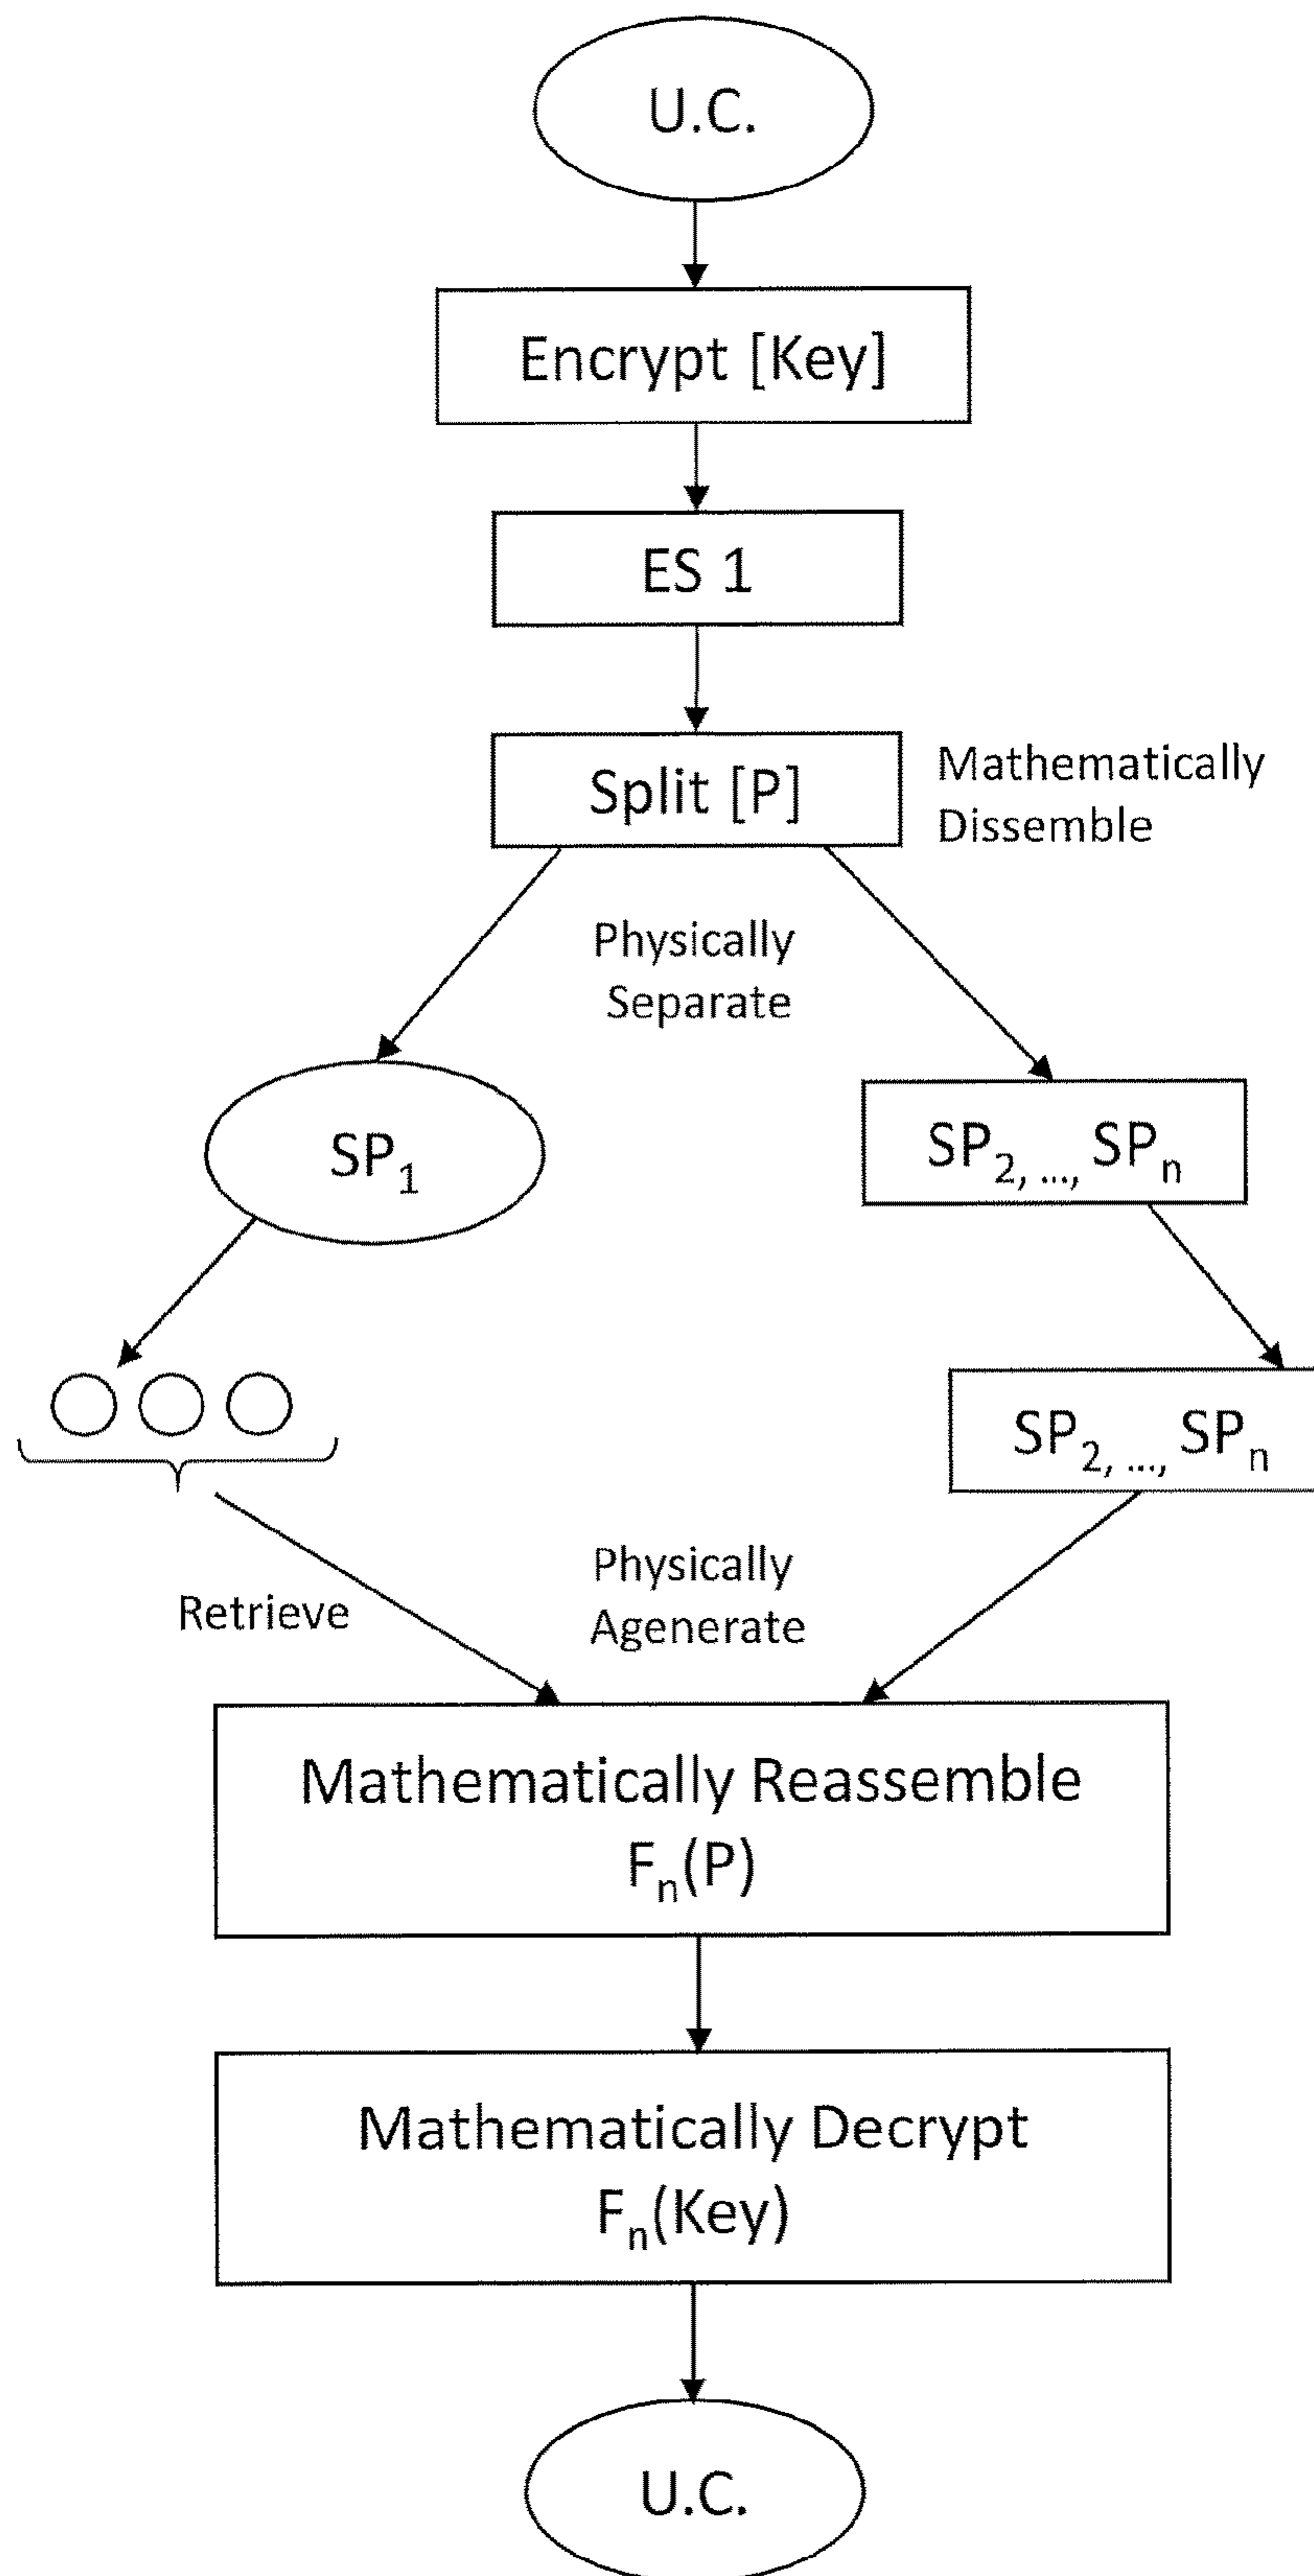 U.C.
Encrypt [Key]
ES 1
Split [P]
Mathematically
Dissemble
Physically
Separate
SP1
SP2, ..., SPn
SP2, ..., SPn
Retrieve
Physically
Agenerate
Mathematically Reassemble
Fn(P)
Mathematically Decrypt
Fn(Key)
U.C.